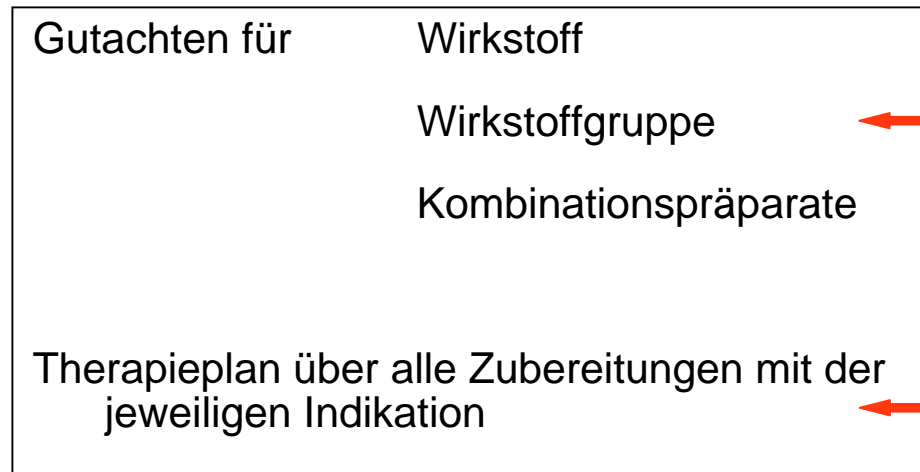 Gutachten für Wirkstoff
Wirkstoffgruppe
Kombinationspräparate
Therapieplan über alle Zubereitungen mit der
jeweiligen Indikation